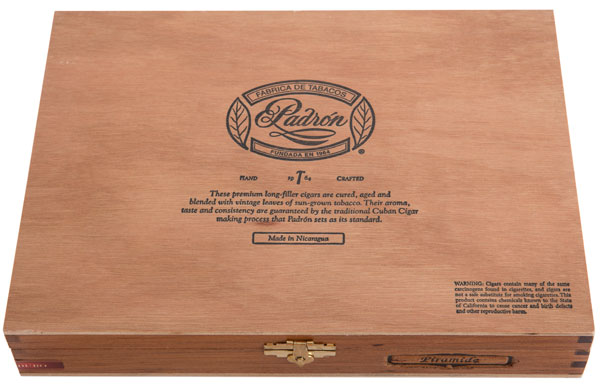 FABRICA DE TABACOS
Padrón
FUNDADA EN 1964
®
HAND 19 64 CRAFTED
These premium long-filler cigars are cured, aged and
blended with vintage leaves of sun-grown tobacco. Their aroma,
taste and consistency are guaranteed by the traditional Cuban Cigar
making process that Padrón sets as its standard.
Made in Nicaragua
WARNING: Cigars contain many of the same
carcinogens found in cigarettes, and cigars are
not a safe substitute for smoking cigarettes. This
product contains chemicals known to the State
of California to cause cancer and birth defects
and other reproductive harm.
Piramide